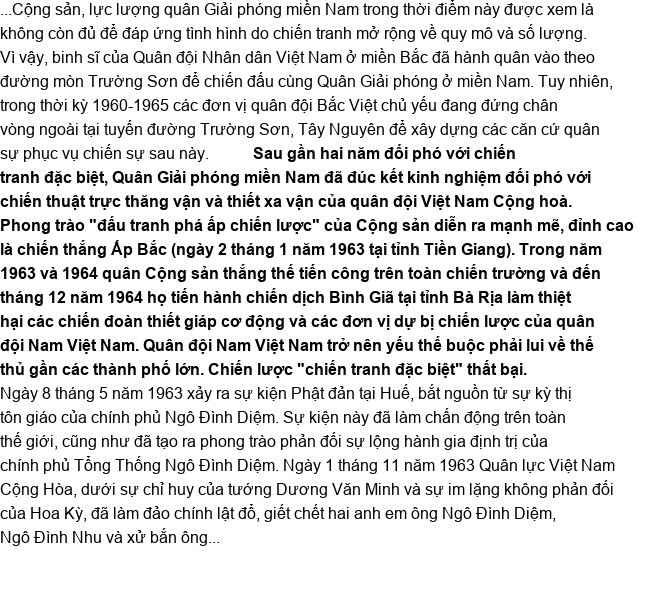 ...Cộng sản, lực lượng quân Giải phóng miền Nam trong thời điểm này được xem là
không còn đủ để đáp ứng tình hình do chiến tranh mở rộng về quy mô và số lượng.
Vì vậy, binh sĩ của Quân đội Nhân dân Việt Nam ở miền Bắc đã hành quân vào theo
đường mòn Trường Sơn để chiến đấu cùng Quân Giải phóng ở miền Nam. Tuy nhiên,
trong thời kỳ 1960-1965 các đơn vị quân đội Bắc Việt chủ yếu đang đứng chân
vòng ngoài tại tuyến đường Trường Sơn, Tây Nguyên để xây dựng các căn cứ quân
sự phục vụ chiến sự sau này. Sau gần hai năm đối phó với chiến
tranh đặc biệt, Quân Giải phóng miền Nam đã đúc kết kinh nghiệm đối phó với
chiến thuật trực thăng vận và thiết xa vận của quân đội Việt Nam Cộng hoà.
Phong trào "đấu tranh phá ấp chiến lược" của Cộng sản diễn ra mạnh mẽ, đỉnh cao
là chiến thắng Ấp Bắc (ngày 2 tháng 1 năm 1963 tại tỉnh Tiền Giang). Trong năm
1963 và 1964 quân Cộng sản thắng thế tiến công trên toàn chiến trường và đến
tháng 12 năm 1964 họ tiến hành chiến dịch Bình Giã tại tỉnh Bà Rịa làm thiệt
hại các chiến đoàn thiết giáp cơ động và các đơn vị dự bị chiến lược của quân
đội Nam Việt Nam. Quân đội Nam Việt Nam trở nên yếu thế buộc phải lui về thế
thủ gần các thành phố lớn. Chiến lược "chiến tranh đặc biệt" thất bại.
Ngày 8 tháng 5 năm 1963 xảy ra sự kiện Phật đản tại Huế, bắt nguồn từ sự kỳ thị
tôn giáo của chính phủ Ngô Đình Diệm. Sự kiện này đã làm chấn động trên toàn
thế giới, cũng như đã tạo ra phong trào phản đối sự lộng hành gia định trị của
chính phủ Tổng Thống Ngô Đình Diệm. Ngày 1 tháng 11 năm 1963 Quân lực Việt Nam
Cộng Hòa, dưới sự chỉ huy của tướng Dương Văn Minh và sự im lặng không phản đối
của Hoa Kỳ, đã làm đảo chính lật đổ, giết chết hai anh em ông Ngô Đình Diệm,
Ngô Đình Nhu và xử bắn ông...